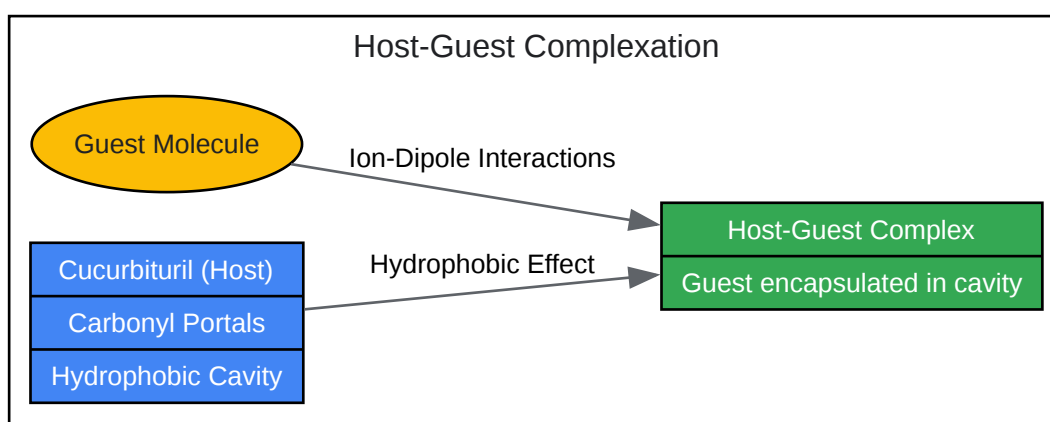 Host-Guest Complexation
Guest Molecule
Ion-Dipole Interactions
Host-Guest Complex
Guest encapsulated in cavity
Hydrophobic Effect
Cucurbituril (Host)
Carbonyl Portals
Hydrophobic Cavity